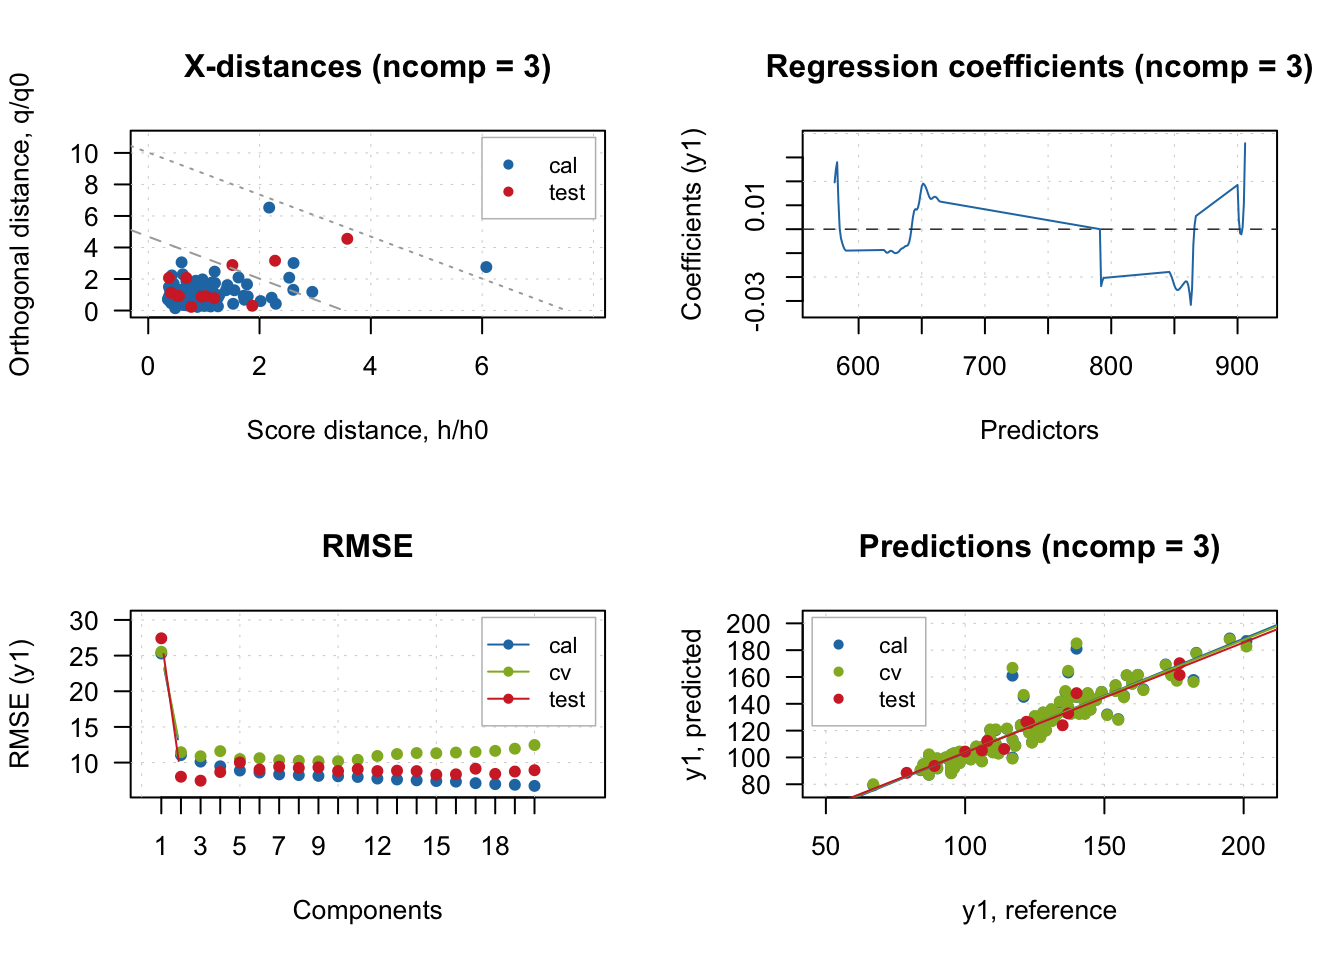 X-distances (ncomp = 3)
Orthogonal distance, q/q0
10
8
6
4
2
0
cal
test
0 2 4 6
Score distance, h/h0
Regression coefficients (ncomp = 3)
Coefficients (y1)
0.01
-0.03
600 700 800 900
Predictors
RMSE
RMSE (y1)
30
25
20
15
10
cal
cv
test
1 3 5 7 9 12 15 18
Components
Predictions (ncomp = 3)
y1, predicted
200
180
160
140
120
100
80
cal
cv
test
50 100 150 200
y1, reference